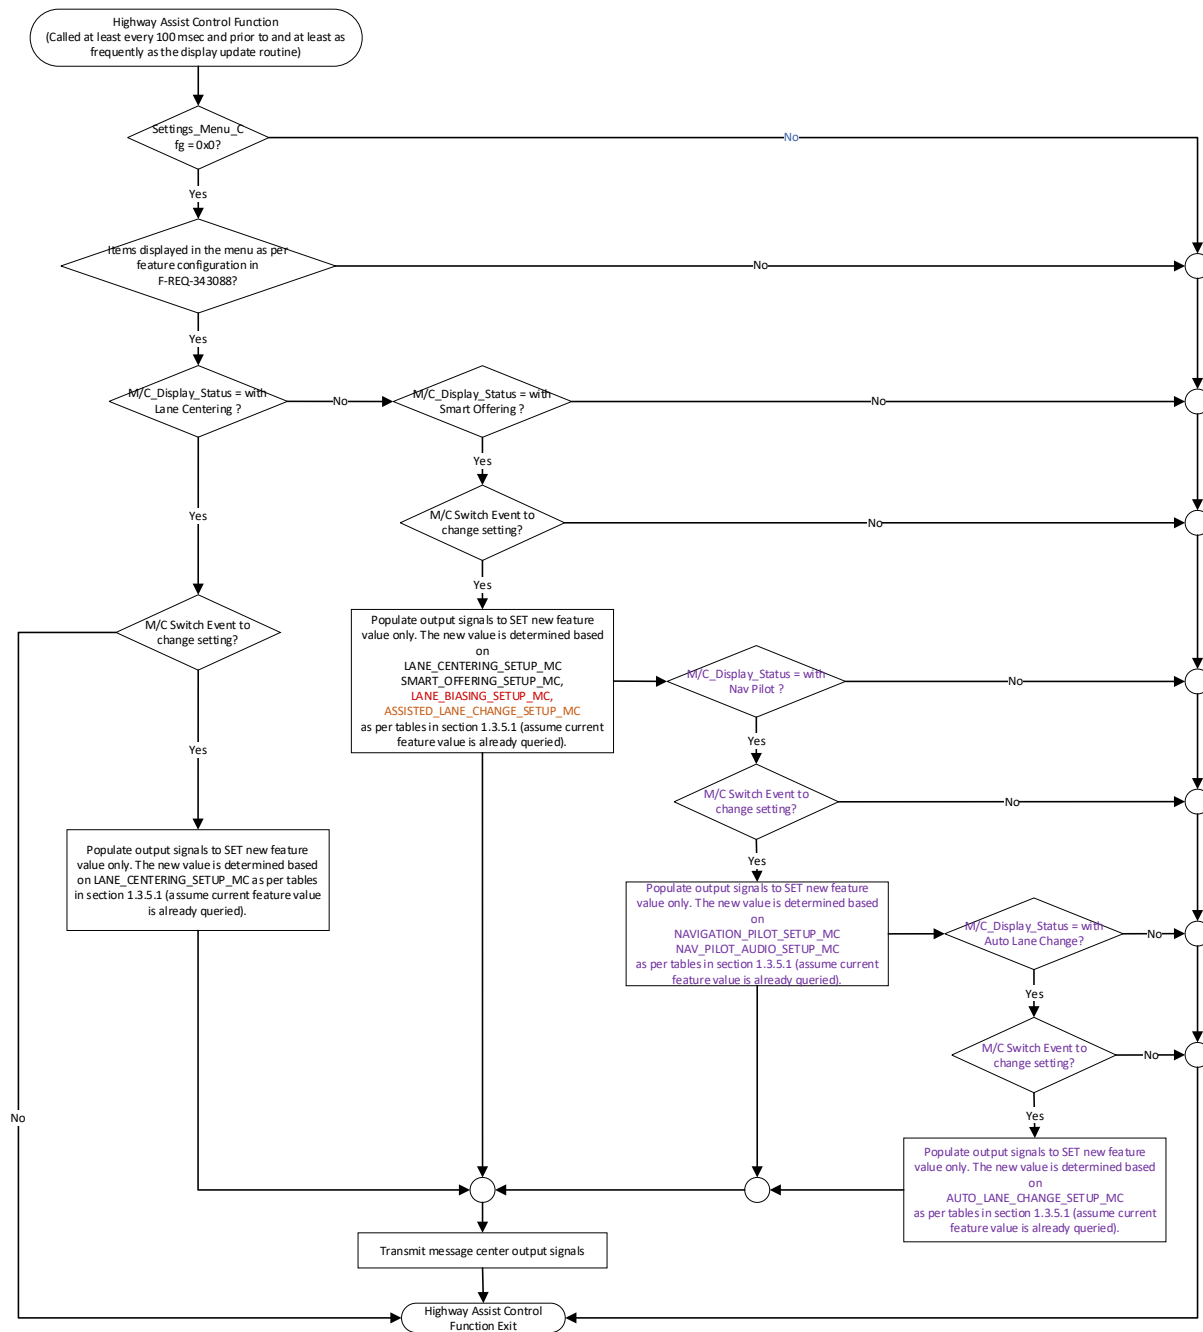 Highway Assist Control Function
(Called at least every 100 msec and prior to and at least as
frequently as the display update routine)
Settings_Menu_C
fg = 0x0?
No
Yes
Items displayed in the menu as per
feature configuration in
F-REQ-343088?
No
Yes
M/C_Display_Status = with
Lane Centering ?
No
M/C_Display_Status = with
Smart Offering ?
No
Yes
Yes
M/C Switch Event to
change setting?
No
Yes
M/C Switch Event to
change setting?
No
Yes
Populate output signals to SET new feature
value only. The new value is determined based
on
LANE_CENTERING_SETUP_MC
SMART_OFFERING_SETUP_MC,
LANE_BIASING_SETUP_MC,
ASSISTED_LANE_CHANGE_SETUP_MC
as per tables in section 1.3.5.1 (assume current
feature value is already queried).
M/C_Display_Status = with
Nav Pilot ?
No
Yes
M/C Switch Event to
change setting?
No
Yes
Populate output signals to SET new feature
value only. The new value is determined based
on LANE_CENTERING_SETUP_MC as per tables
in section 1.3.5.1 (assume current feature value
is already queried).
Populate output signals to SET new feature
value only. The new value is determined based
on
NAVIGATION_PILOT_SETUP_MC
NAV_PILOT_AUDIO_SETUP_MC
as per tables in section 1.3.5.1 (assume current
feature value is already queried).
M/C_Display_Status = with
Auto Lane Change?
No
Yes
M/C Switch Event to
change setting?
No
Yes
Populate output signals to SET new feature
value only. The new value is determined based
on
AUTO_LANE_CHANGE_SETUP_MC
as per tables in section 1.3.5.1 (assume current
feature value is already queried).
Transmit message center output signals
Highway Assist Control
Function Exit